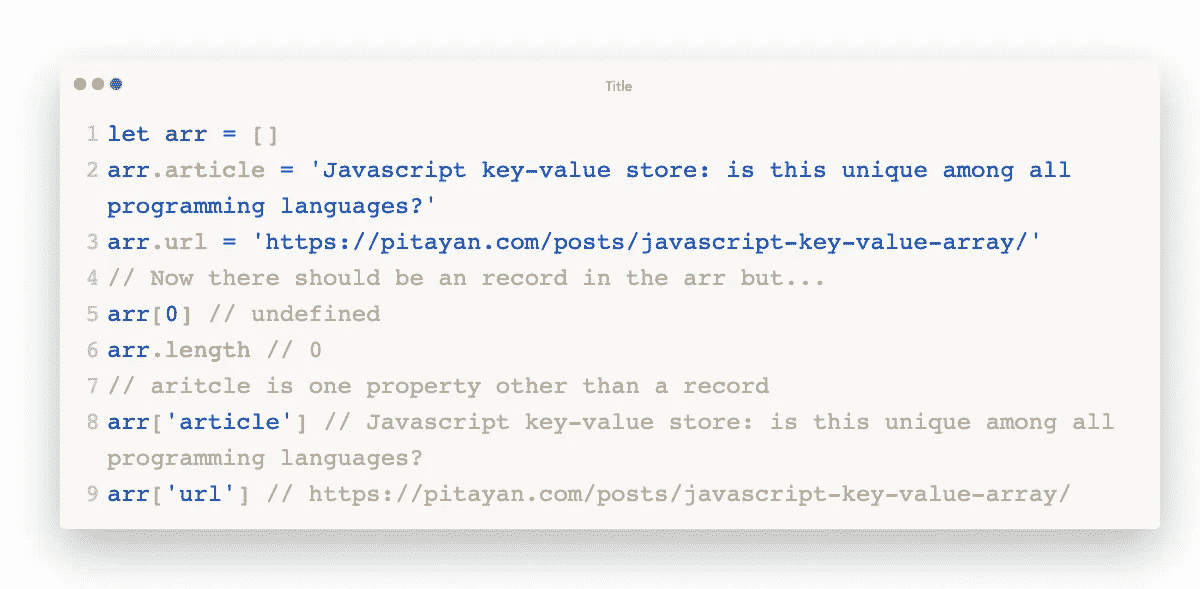 Title
1 let arr = []
2 arr.article = 'Javascript key-value store: is this unique among all
programming languages?'
3 arr.url = 'https://pitayan.com/posts/javascript-key-value-array/'
4 // Now there should be an record in the arr but...
5 arr[0] // undefined
6 arr.length // 0
7 // aritcle is one property other than a record
8 arr['article'] // Javascript key-value store: is this unique among all
programming languages?
9 arr['url'] // https://pitayan.com/posts/javascript-key-value-array/